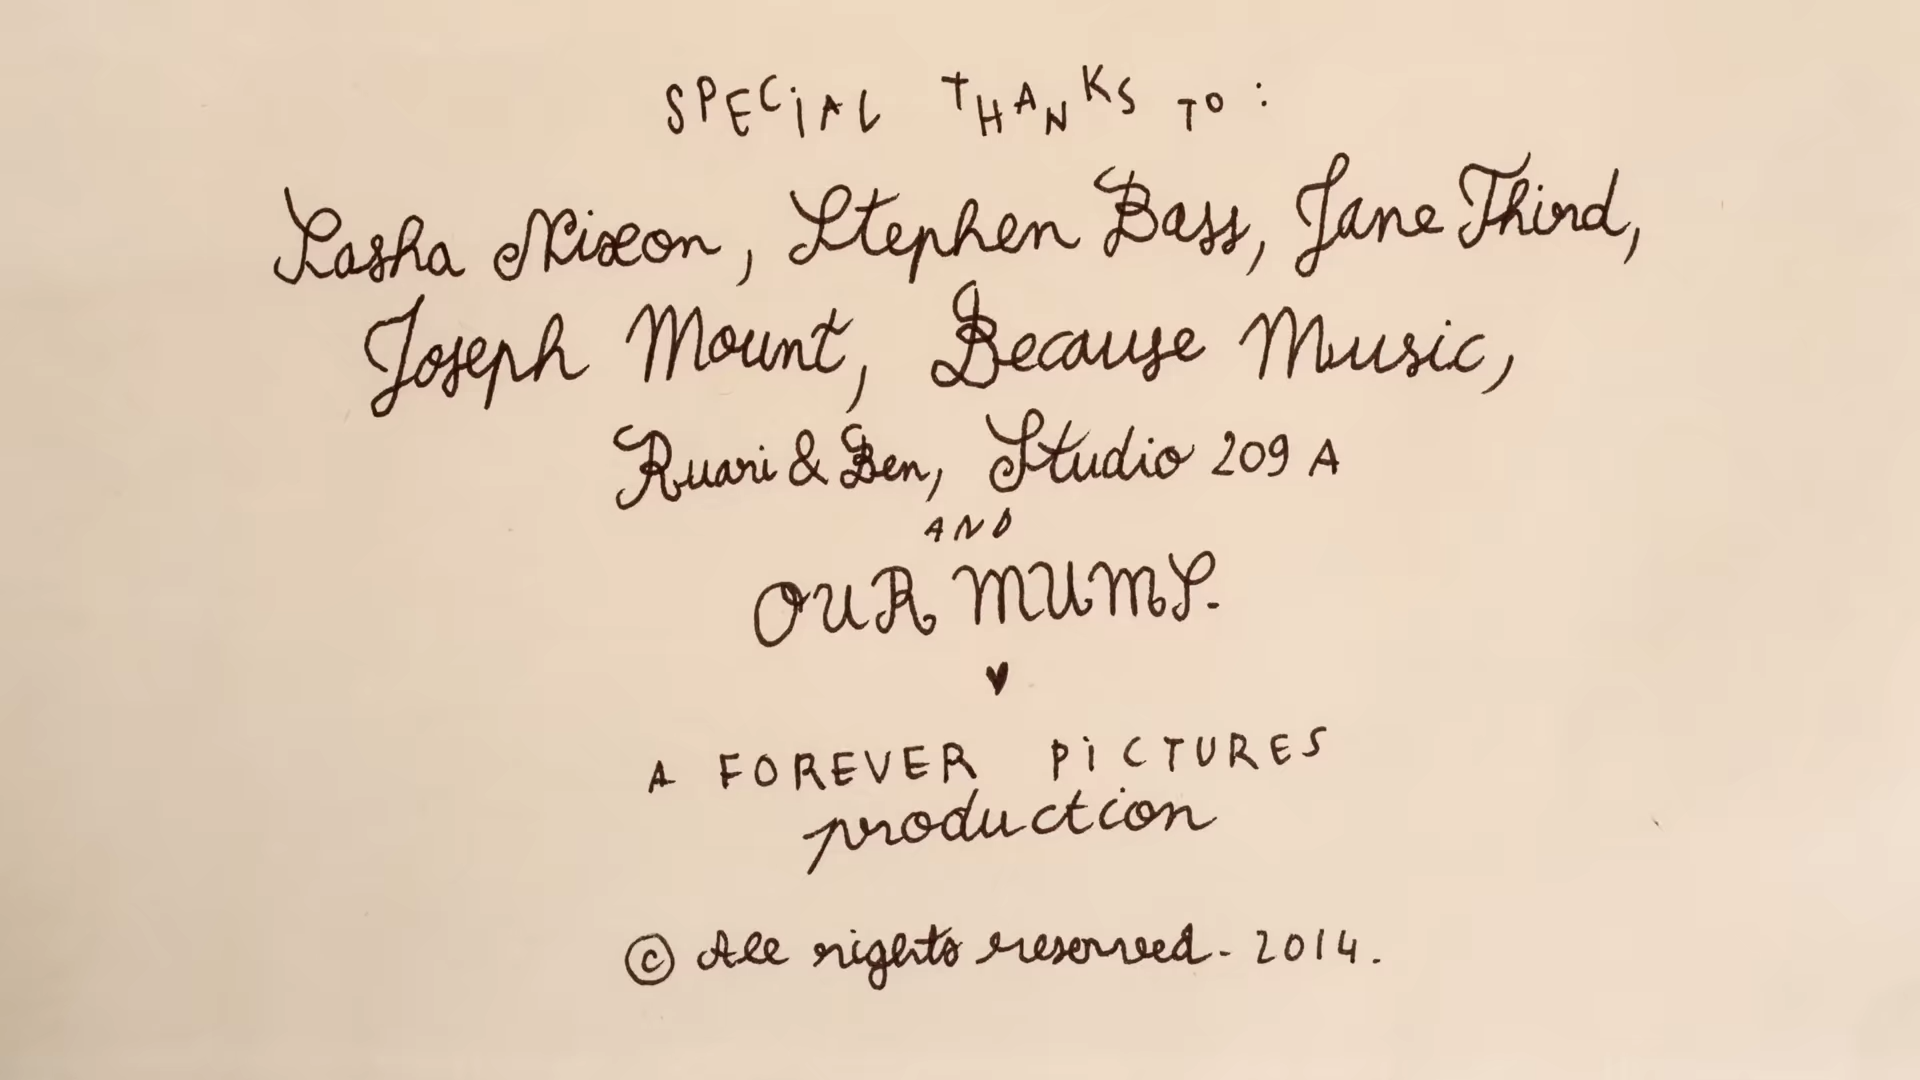 SPECiAL THANKS TO:
Sasha Nixon, Stephen Bass, Jane Third,
Joseph Mount, Because Music,
Ruari & Ben, Studio 209 A
AND
OUR MUMS.
♥
A FOREVER PiCTURES
production
© All rights reserved - 2014.